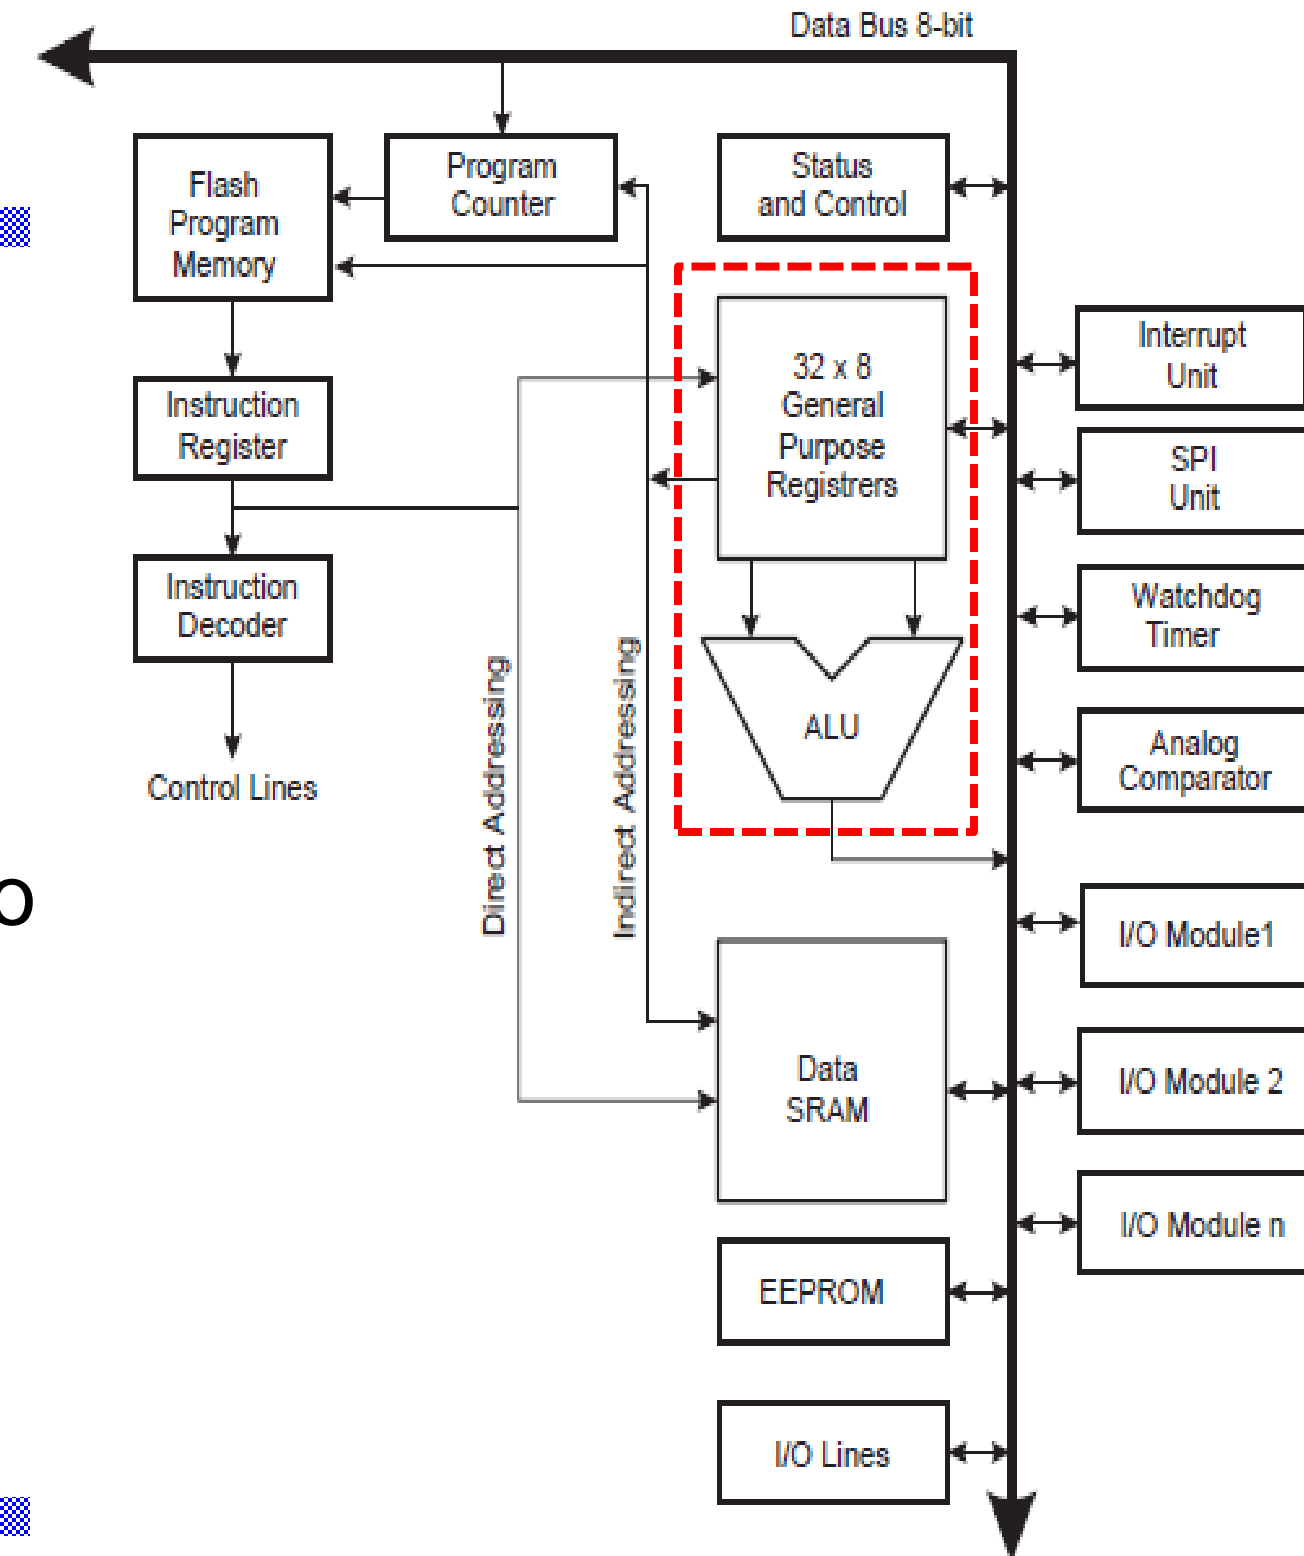 Data Bus 8-bit
Flash
Program
Memory
Program
Counter
Status
and Control
32 x 8
General
Purpose
Registrers
Interrupt
Unit
Instruction
Register
SPI
Unit
Instruction
Decoder
Watchdog
Timer
Direct Addressing
Indirect Addressing
ALU
Analog
Comparator
Control Lines
I/O Module1
Data
SRAM
I/O Module 2
I/O Module n
EEPROM
I/O Lines